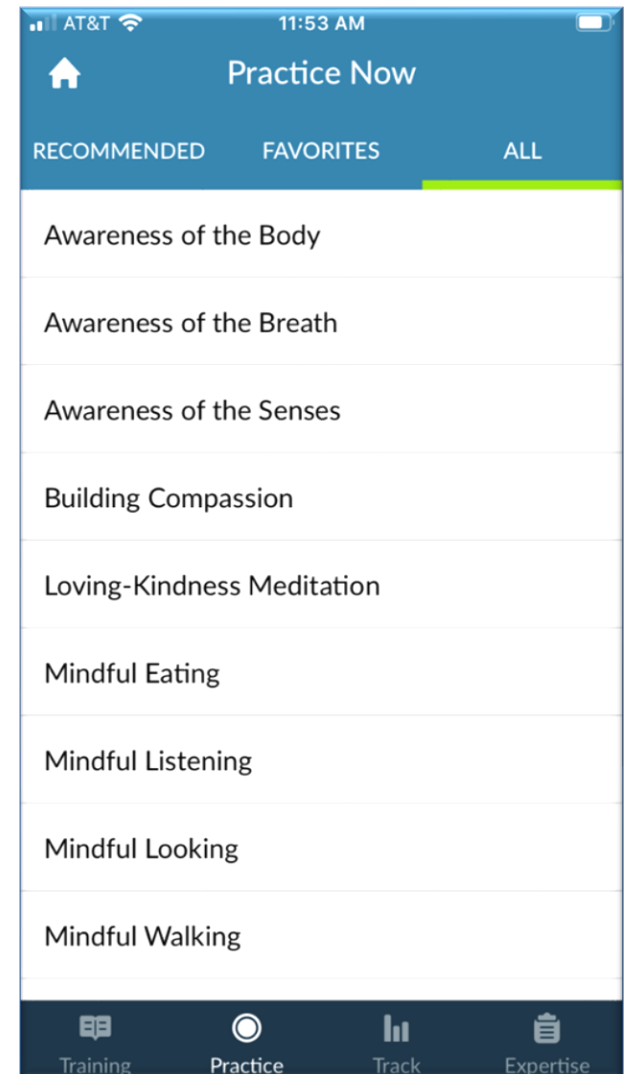 AT&T 11:53 AM
Practice Now
RECOMMENDED FAVORITES ALL
Awareness of the Body
Awareness of the Breath
Awareness of the Senses
Building Compassion
Loving-Kindness Meditation
Mindful Eating
Mindful Listening
Mindful Looking
Mindful Walking
Training Practice Track Expertise